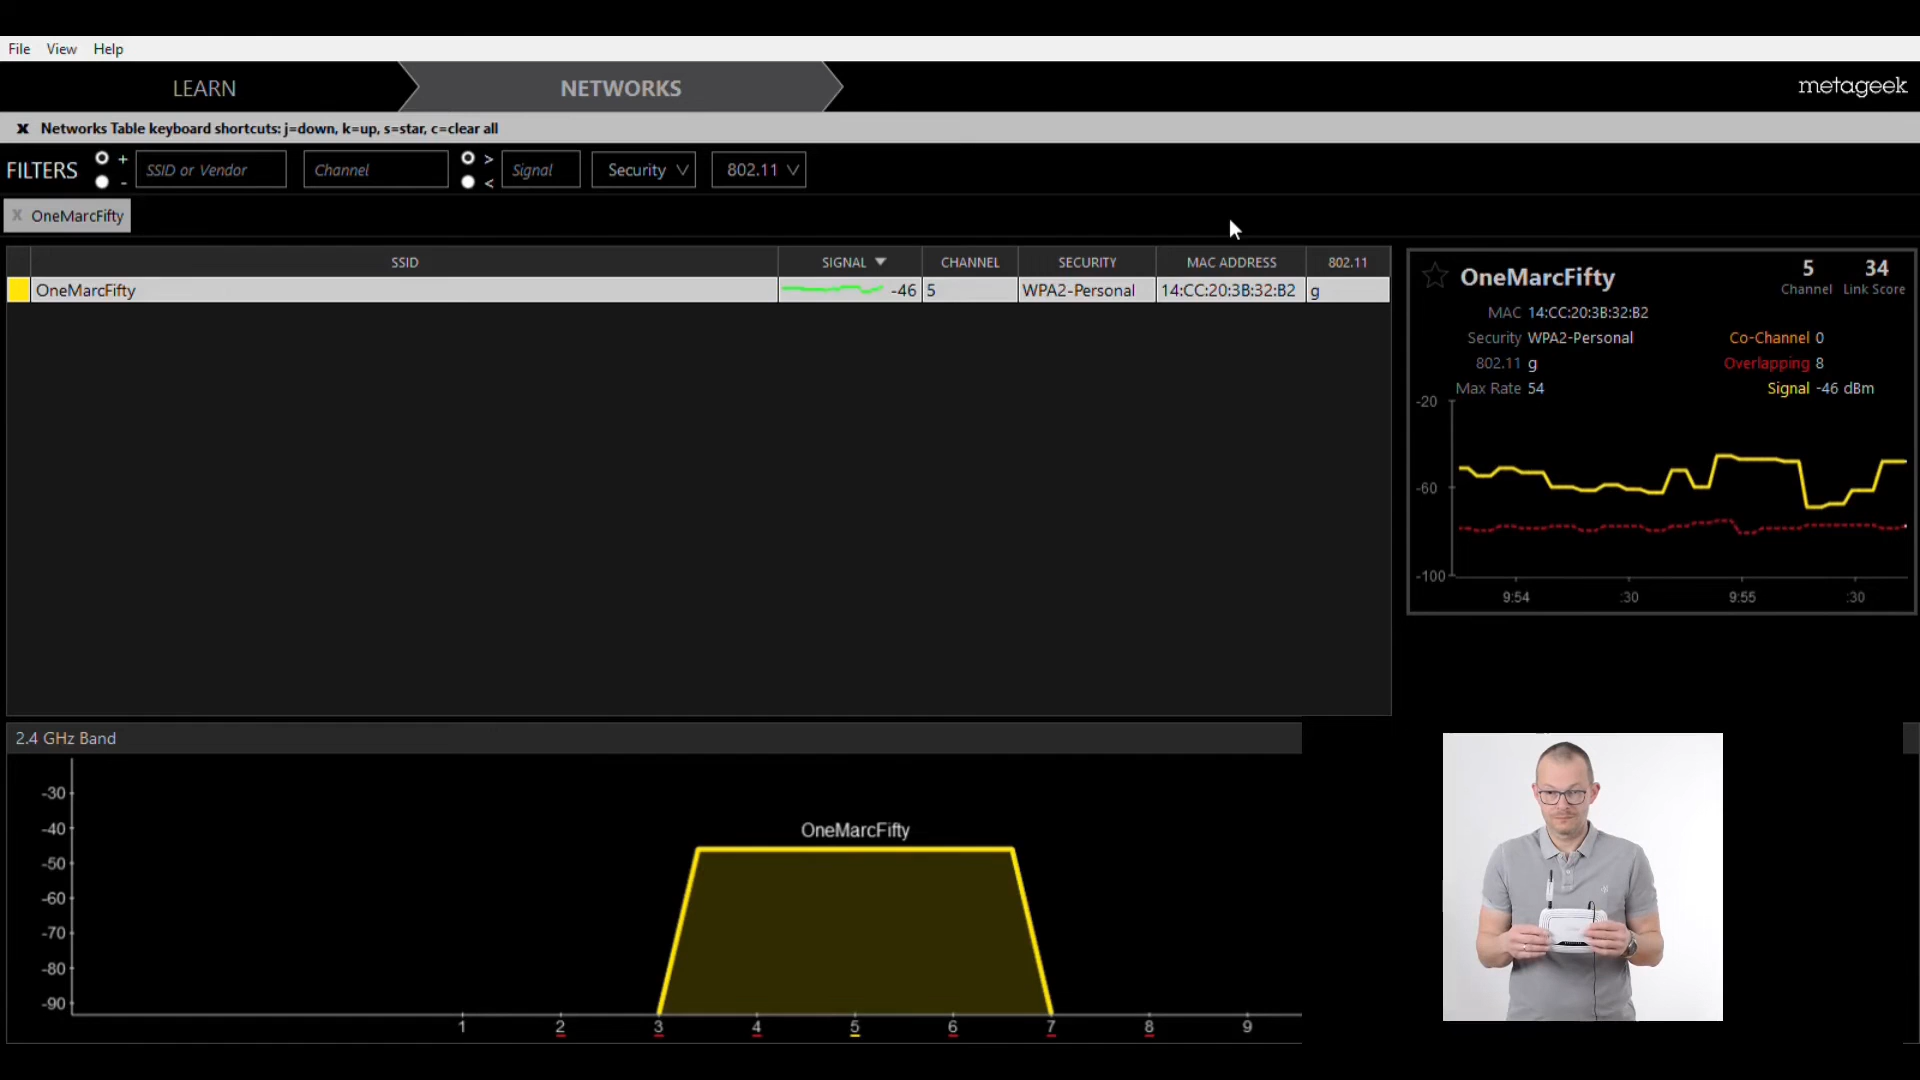 File View Help
LEARN NETWORKS metageek
X Networks Table keyboard shortcuts: j=down, k=up, s=star, c=clear all
FILTERS + - SSID or Vendor Channel > < Signal Security 802.11
X OneMarcFifty
SSID SIGNAL CHANNEL SECURITY MAC ADDRESS 802.11
OneMarcFifty -46 5 WPA2-Personal 14:CC:20:3B:32:B2 g
OneMarcFifty 5 34
Channel Link Score
MAC 14:CC:20:3B:32:B2
Security WPA2-Personal Co-Channel 0
802.11 g Overlapping 8
Max Rate 54 Signal -46 dBm
-20
-60
-100
9:54 :30 9:55 :30
2.4 GHz Band
-30
OneMarcFifty
-40
-50
-60
-70
-80
-90
1 2 3 4 5 6 7 8 9